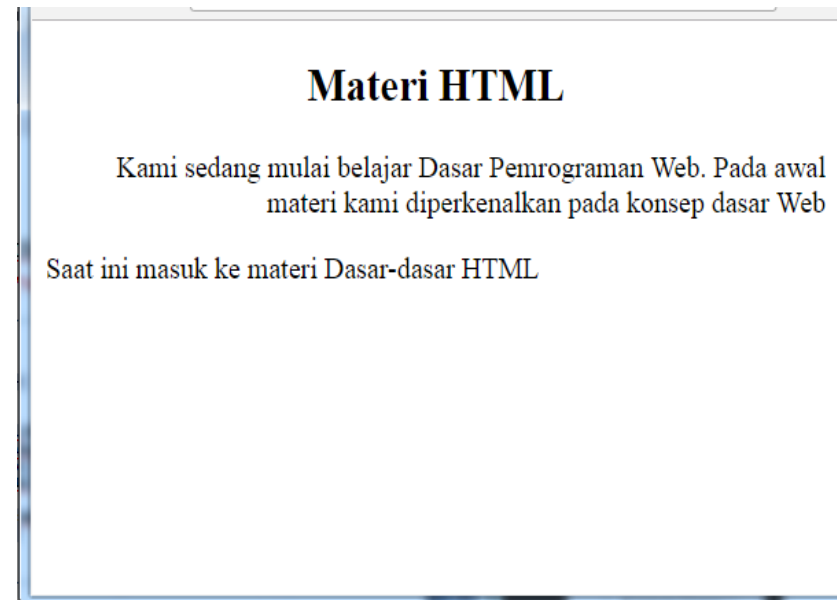 Materi HTML
Kami sedang mulai belajar Dasar Pemrograman Web. Pada awal
materi kami diperkenalkan pada konsep dasar Web
Saat ini masuk ke materi Dasar-dasar HTML